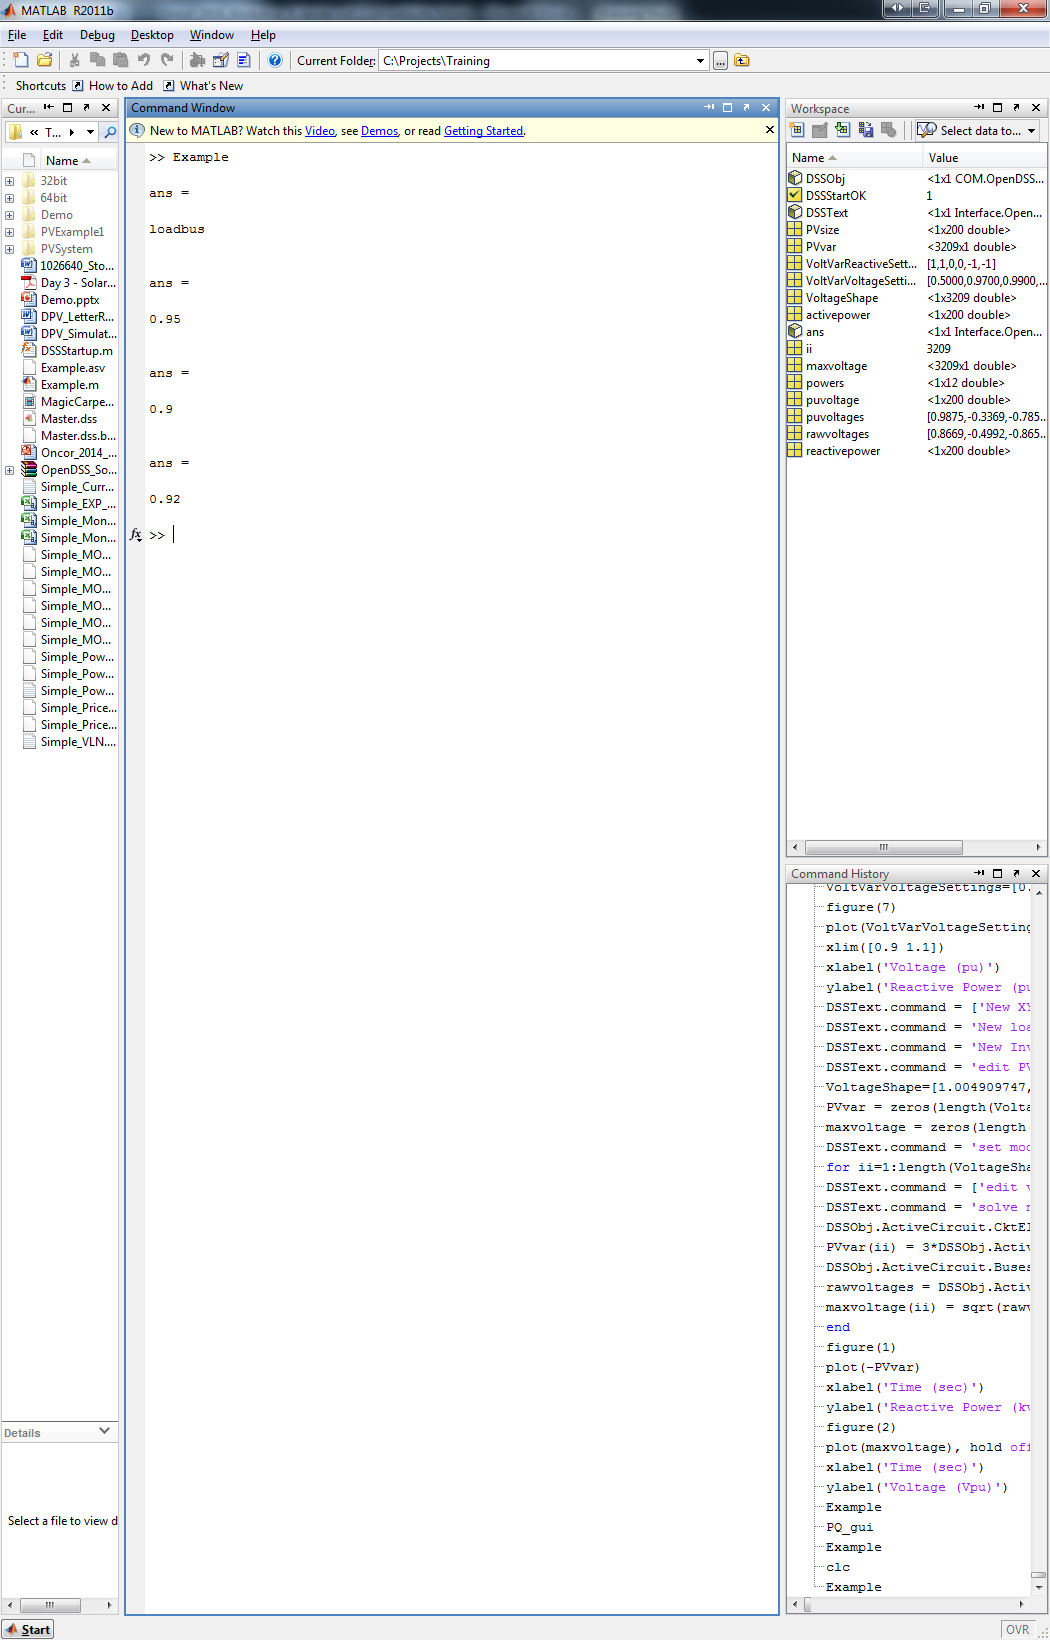 MATLAB R2011b
File Edit Debug Desktop Window Help
Current Folder: C:\Projects\Training ...
Shortcuts How to Add What's New
Cur...
« T...
Name
32bit
64bit
Demo
PVExample1
PVSystem
1026640_Sto...
Day 3 - Solar...
Demo.pptx
DPV_LetterR...
DPV_Simulat...
DSSStartup.m
Example.asv
Example.m
MagicCarpe...
Master.dss
Master.dss.b...
Oncor_2014_...
OpenDSS_So...
Simple_Curr...
Simple_EXP_...
Simple_Mon...
Simple_Mon...
Simple_MO...
Simple_MO...
Simple_MO...
Simple_MO...
Simple_MO...
Simple_MO...
Simple_Pow...
Simple_Pow...
Simple_Pow...
Simple_Price...
Simple_Price...
Simple_VLN....
Details
Select a file to view d
Command Window
New to MATLAB? Watch this Video, see Demos, or read Getting Started.
>> Example
ans =
loadbus
ans =
0.95
ans =
0.9
ans =
0.92
fx >>
Workspace
Select data to...
Name Value
DSSObj <1x1 COM.OpenDSS...
DSSStartOK 1
DSSText <1x1 Interface.Open...
PVsize <1x200 double>
PVvar <3209x1 double>
VoltVarReactiveSett... [1,1,0,0,-1,-1]
VoltVarVoltageSetti... [0.5000,0.9700,0.9900,...
VoltageShape <1x3209 double>
activepower <1x200 double>
ans <1x1 Interface.Open...
ii 3209
maxvoltage <3209x1 double>
powers <1x12 double>
puvoltage <1x200 double>
puvoltages [0.9875,-0.3369,-0.785...
rawvoltages [0.8669,-0.4992,-0.865...
reactivepower <1x200 double>
Command History
VoltVarVoltageSettings=[0.
figure(7)
plot(VoltVarVoltageSetting
xlim([0.9 1.1])
xlabel('Voltage (pu)')
ylabel('Reactive Power (pu
DSSText.command = ['New XY
DSSText.command = 'New loa
DSSText.command = 'New Inv
DSSText.command = 'edit PV
VoltageShape=[1.004909747,
PVvar = zeros(length(Volta
maxvoltage = zeros(length(
DSSText.command = 'set mod
for ii=1:length(VoltageSha
DSSText.command = ['edit v
DSSText.command = 'solve n
DSSObj.ActiveCircuit.CktEl
PVvar(ii) = 3*DSSObj.Activ
DSSObj.ActiveCircuit.Buses
rawvoltages = DSSObj.Activ
maxvoltage(ii) = sqrt(rawv
end
figure(1)
plot(-PVvar)
xlabel('Time (sec)')
ylabel('Reactive Power (kv
figure(2)
plot(maxvoltage), hold off
xlabel('Time (sec)')
ylabel('Voltage (Vpu)')
Example
PQ_gui
Example
clc
Example
Start
OVR